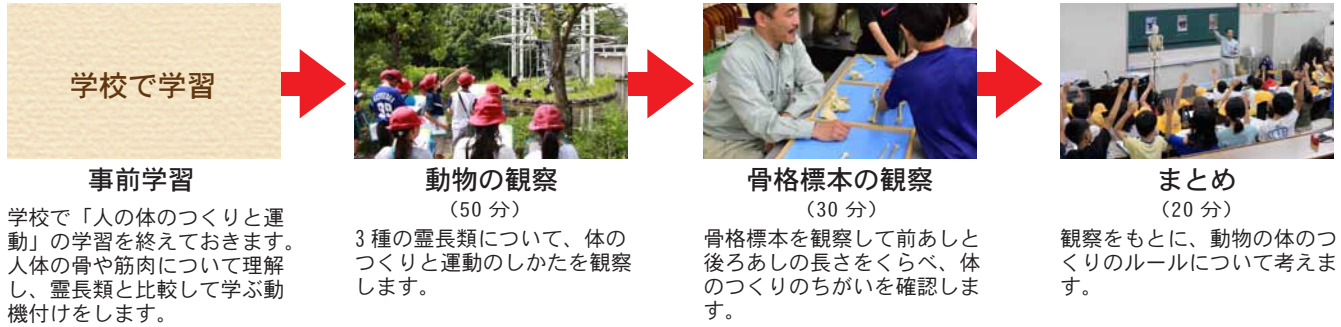 学校で学習
事前学習
学校で「人の体のつくりと運
動」の学習を終えておきます。
人体の骨や筋肉について理解
し、霊長類と比較して学ぶ動
機付けをします。
動物の観察
（50 分）
3 種の霊長類について、体の
つくりと運動のしかたを観察
します。
骨格標本の観察
（30 分）
骨格標本を観察して前あしと
後ろあしの長さをくらべ、体
のつくりのちがいを確認しま
す。
まとめ
（20 分）
観察をもとに、動物の体のつ
くりのルールについて考えま
す。